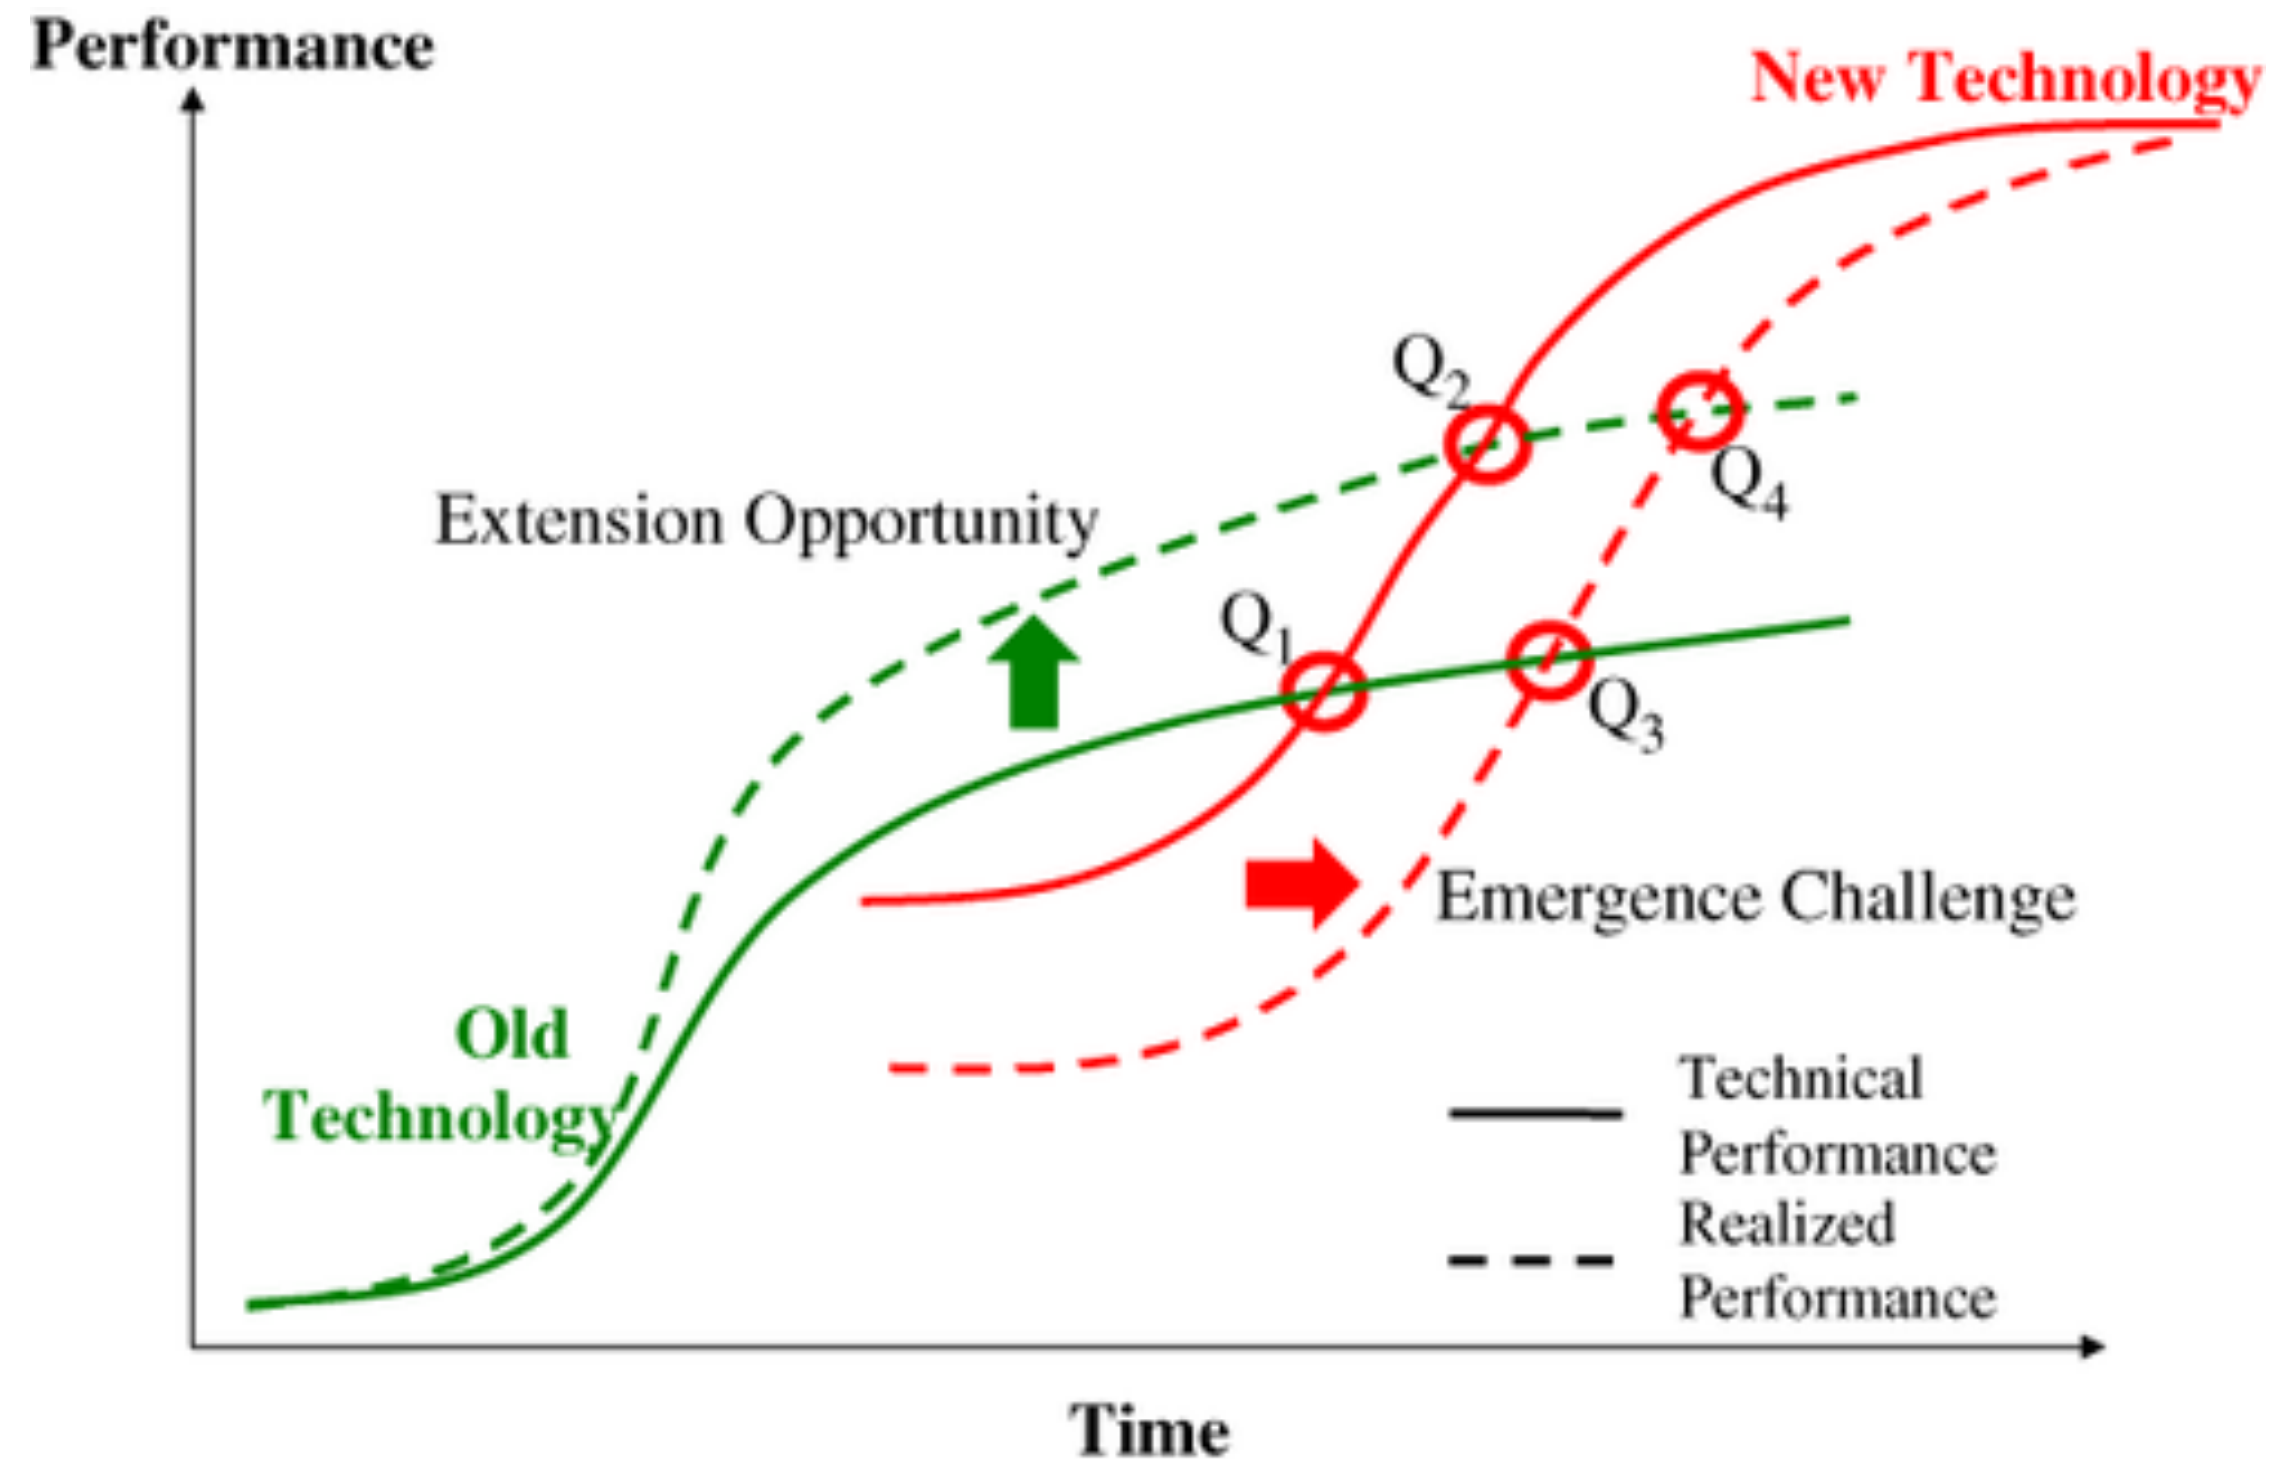 Performance
New Technology
Q2
Q4
Extension Opportunity
Q1
Q3
Emergence Challenge
Old
Technology
Technical
Performance
Realized
Performance
Time